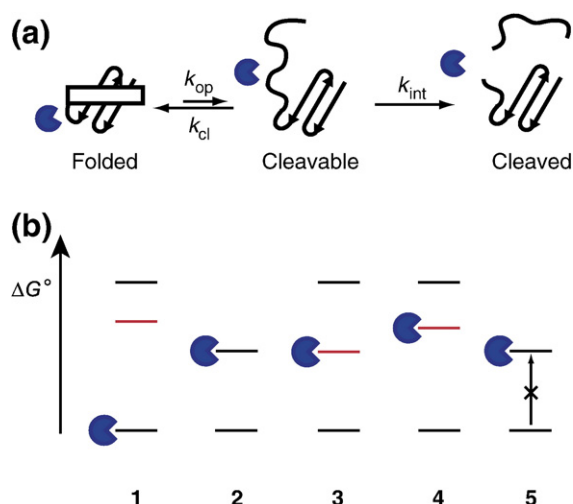 (a)
k_op
k_cl
k_int
Folded
Cleavable
Cleaved
(b)
ΔG°
1 2 3 4 5